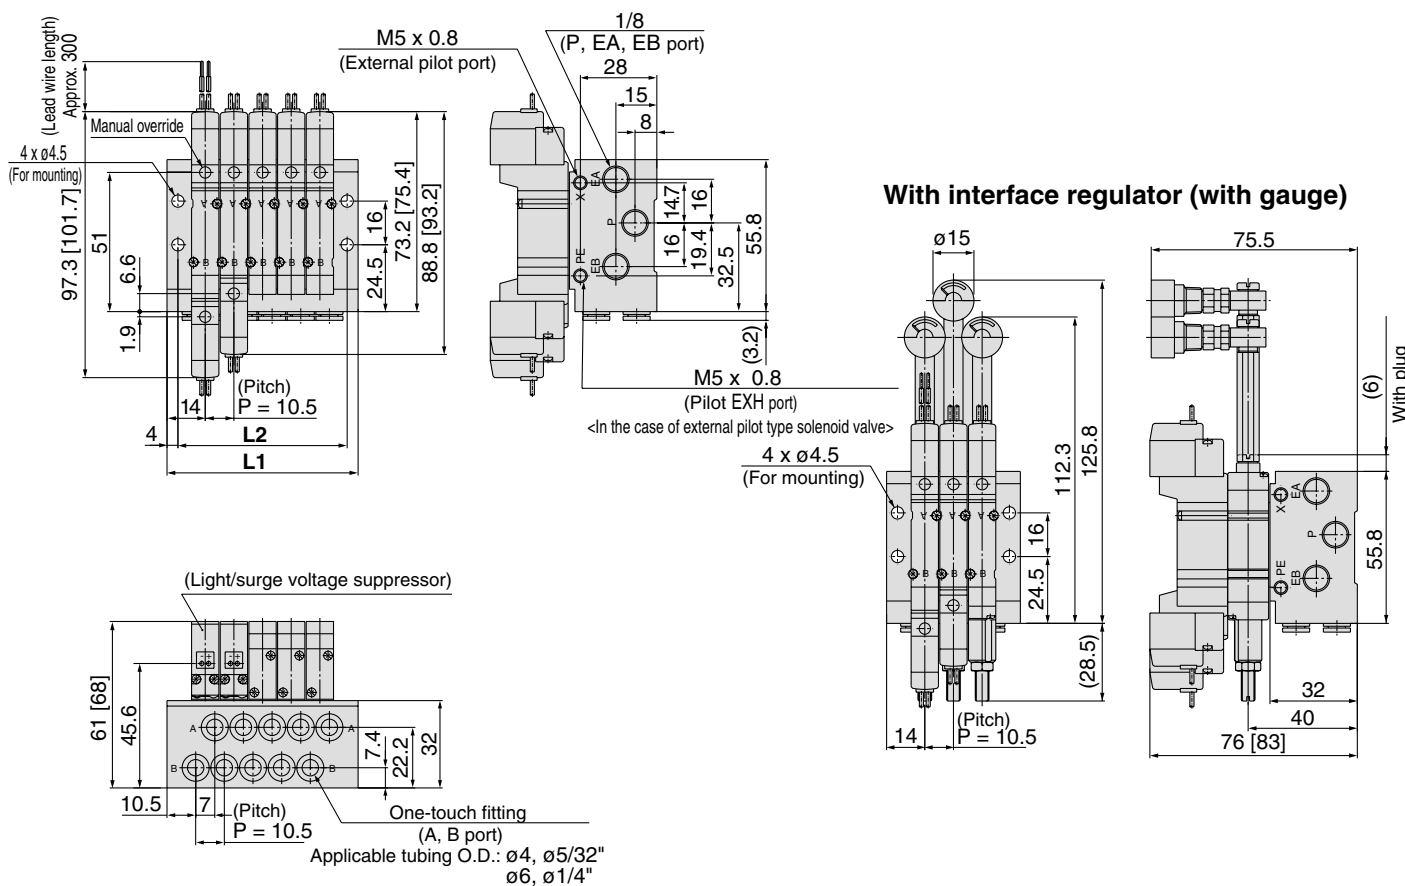 (Lead wire length)
Approx. 300
Manual override
4 x ø4.5
(For mounting)
97.3 [101.7]
51
6.6
1.9
A A A A A
B B B B B
16
24.5
73.2 [75.4]
88.8 [93.2]
14
(Pitch)
P = 10.5
4
L2
L1
M5 x 0.8
(External pilot port)
1/8
(P, EA, EB port)
28
15
8
X
EA
P
PE
EB
14.7
16
16
19.4
32.5
55.8
(3.2)
M5 x 0.8
(Pilot EXH port)
<In the case of external pilot type solenoid valve>
With interface regulator (with gauge)
ø15
4 x ø4.5
(For mounting)
A A A
B B B
16
24.5
112.3
125.8
(28.5)
14
(Pitch)
P = 10.5
75.5
(6)
With plug
X
EA
P
PE
EB
55.8
32
40
76 [83]
(Light/surge voltage suppressor)
61 [68]
45.6
A A
B B
7.4
22.2
32
10.5
7
(Pitch)
P = 10.5
One-touch fitting
(A, B port)
Applicable tubing O.D.: ø4, ø5/32"
ø6, ø1/4"